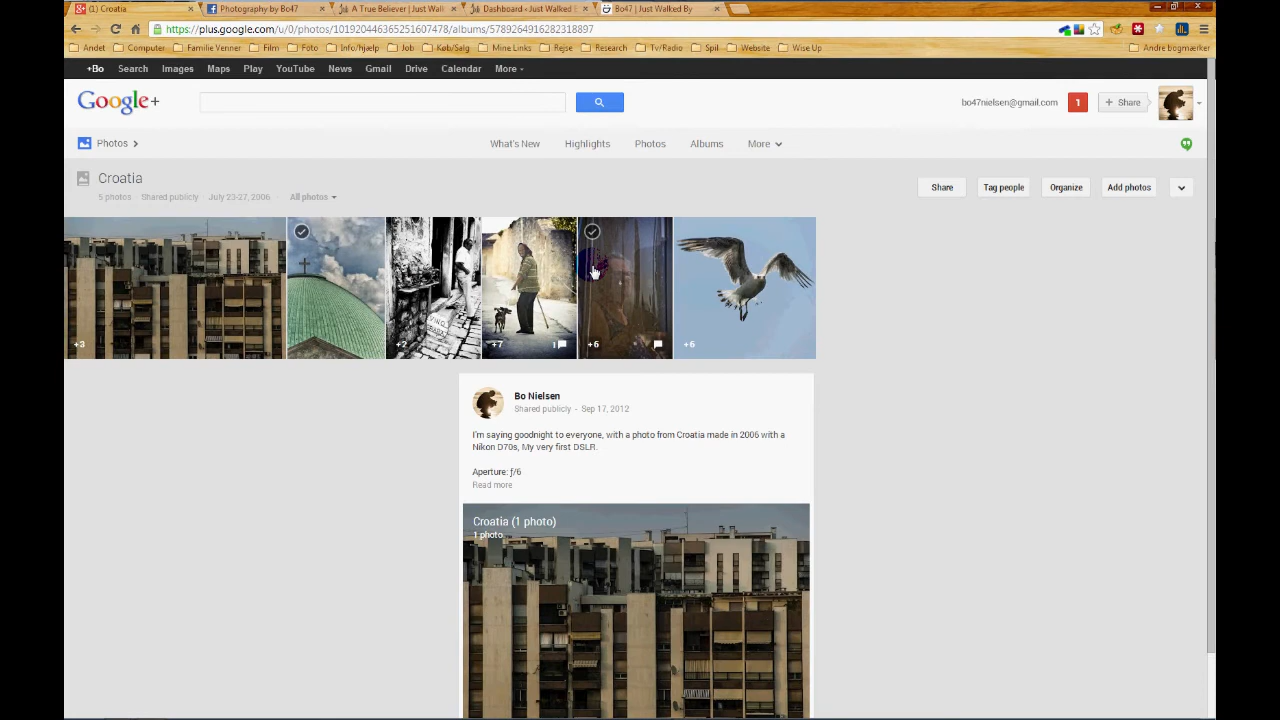 (1) Croatia
Photography by Bo47
A True Believer | Just Wall
Dashboard ‹ Just Walked B
Bo47 | Just Walked By
https://plus.google.com/u/0/photos/101920446365251607478/albums/5789264916282318897
Andet Computer Familie Venner Film Foto Info/hjælp Job Køb/Salg Mine Links Rejse Research Tv/Radio Spil Website Wise Up Andre bogmærker
+Bo Search Images Maps Play YouTube News Gmail Drive Calendar More
Google+ bo47nielsen@gmail.com 1 + Share
Photos What's New Highlights Photos Albums More
Croatia
5 photos Shared publicly July 23-27, 2006 All photos
Share Tag people Organize Add photos
+3 +2 +7 1 +6 +6
Bo Nielsen
Shared publicly - Sep 17, 2012
I'm saying goodnight to everyone, with a photo from Croatia made in 2006 with a
Nikon D70s, My very first DSLR.
Aperture: ƒ/6
Read more
Croatia (1 photo)
1 photo